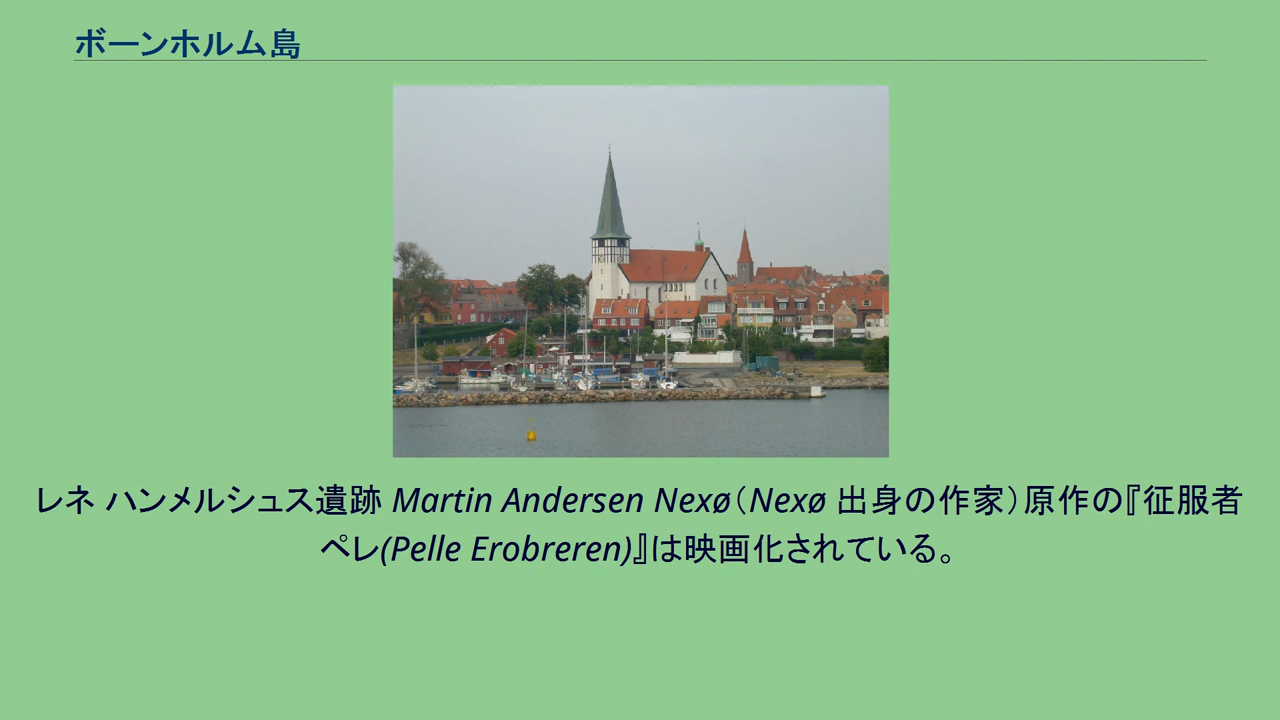 ボーンホルム島
レネ ハンメルシュス遺跡 Martin Andersen Nexø（Nexø 出身の作家）原作の『征服者
ペレ(Pelle Erobreren)』は映画化されている。